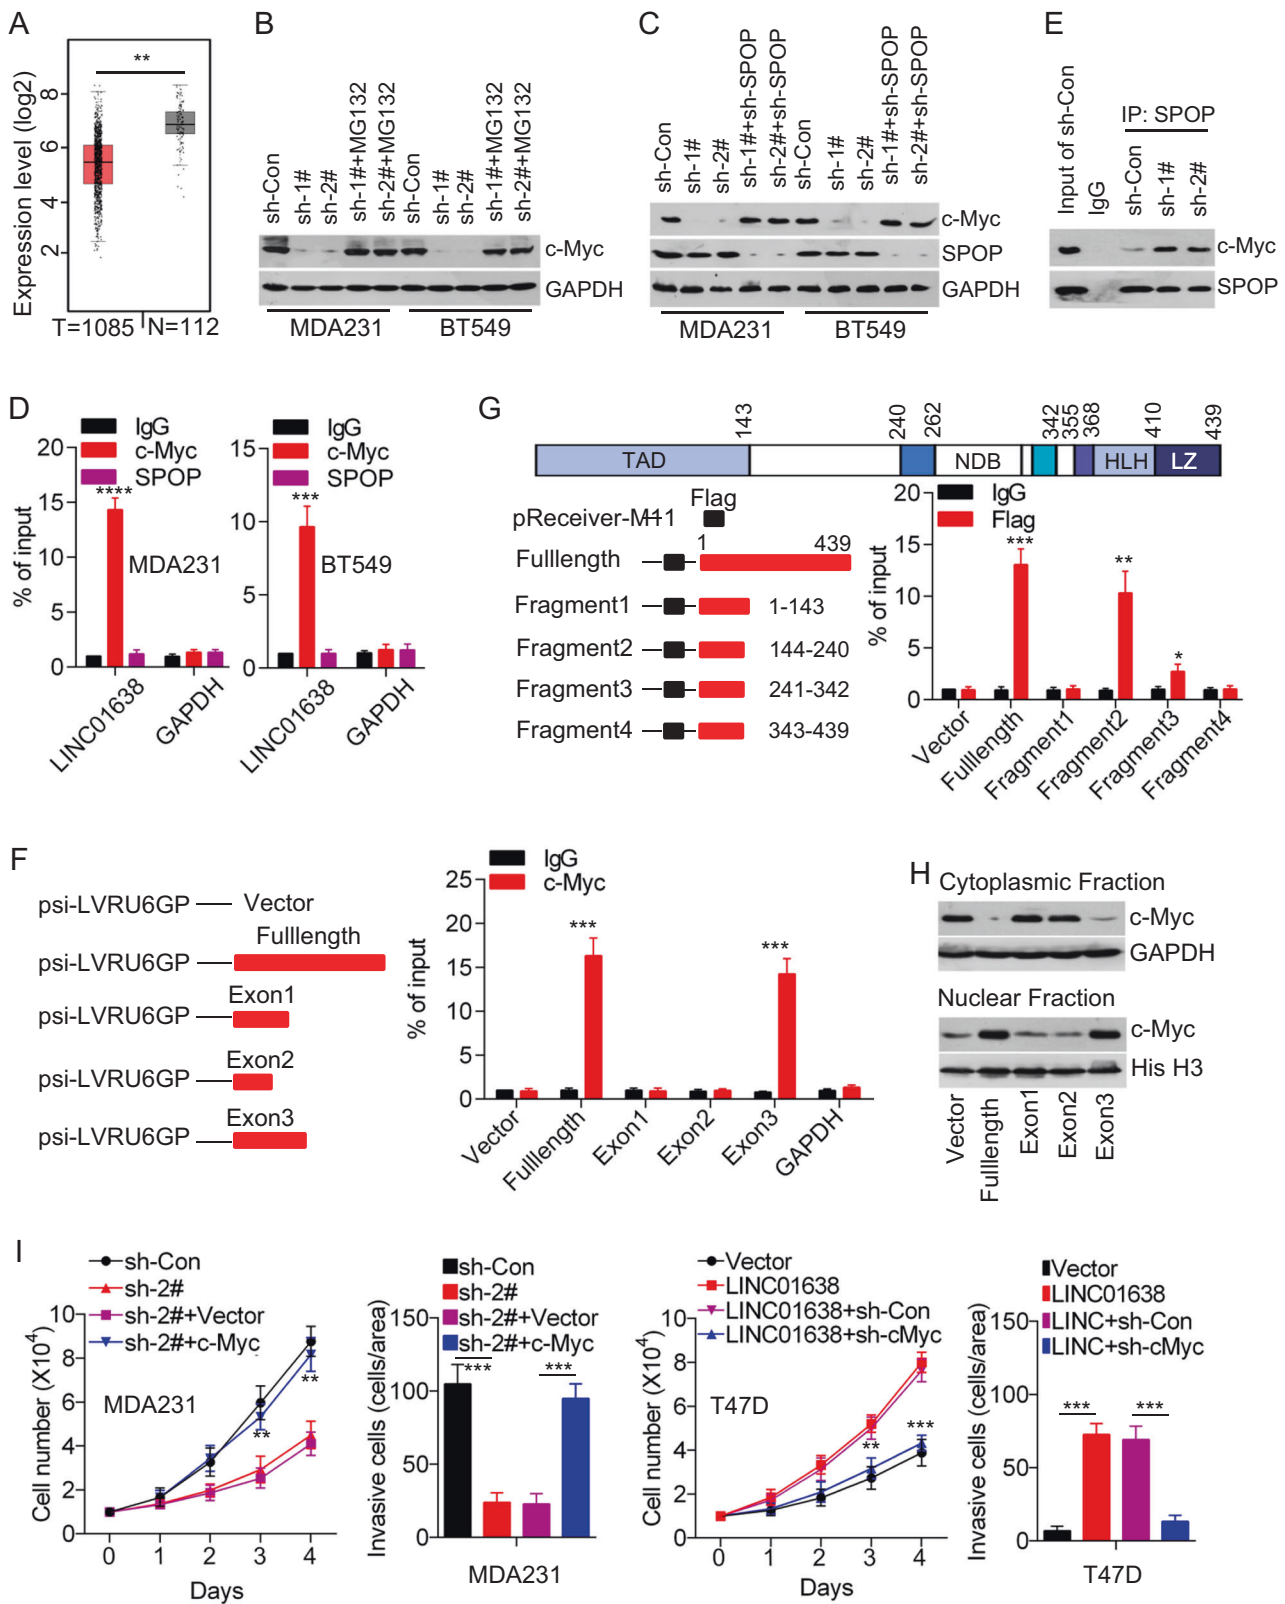 A
Expression level (log2)
8
6
4
2
**
T=1085
N=112
B
sh-Con
sh-1#
sh-2#
sh-1#+MG132
sh-2#+MG132
sh-Con
sh-1#
sh-2#
sh-1#+MG132
sh-2#+MG132
c-Myc
GAPDH
MDA231
BT549
C
sh-Con
sh-1#
sh-2#
sh-1#+sh-SPOP
sh-2#+sh-SPOP
sh-Con
sh-1#
sh-2#
sh-1#+sh-SPOP
sh-2#+sh-SPOP
c-Myc
SPOP
GAPDH
MDA231
BT549
E
Input of sh-Con
IgG
IP: SPOP
sh-Con
sh-1#
sh-2#
c-Myc
SPOP
D
IgG
c-Myc
SPOP
% of input
20
15
10
5
0
****
MDA231
LINC01638
GAPDH
IgG
c-Myc
SPOP
15
10
5
0
***
BT549
LINC01638
GAPDH
G
143
240
262
342
355
368
410
439
TAD
NDB
HLH
LZ
Flag
pReceiver-M11
1
439
Fulllength
Fragment1
1-143
Fragment2
144-240
Fragment3
241-342
Fragment4
343-439
IgG
Flag
% of input
20
15
10
5
0
***
**
*
Vector
Fulllength
Fragment1
Fragment2
Fragment3
Fragment4
F
psi-LVRU6GP
Vector
Fulllength
psi-LVRU6GP
Exon1
psi-LVRU6GP
Exon2
psi-LVRU6GP
Exon3
psi-LVRU6GP
IgG
c-Myc
% of input
25
20
15
10
5
0
***
***
Vector
Fulllength
Exon1
Exon2
Exon3
GAPDH
H
Cytoplasmic Fraction
c-Myc
GAPDH
Nuclear Fraction
c-Myc
His H3
Vector
Fulllength
Exon1
Exon2
Exon3
I
sh-Con
sh-2#
sh-2#+Vector
sh-2#+c-Myc
Cell number (X10⁴)
10
8
6
4
2
0
MDA231
**
**
0 1 2 3 4
Days
sh-Con
sh-2#
sh-2#+Vector
sh-2#+c-Myc
Invasive cells (cells/area)
150
100
50
0
***
***
MDA231
Vector
LINC01638
LINC01638+sh-Con
LINC01638+sh-cMyc
Cell number (X10⁴)
10
8
6
4
2
0
T47D
**
***
0 1 2 3 4
Days
Vector
LINC01638
LINC+sh-Con
LINC+sh-cMyc
Invasive cells (cells/area)
150
100
50
0
***
***
T47D